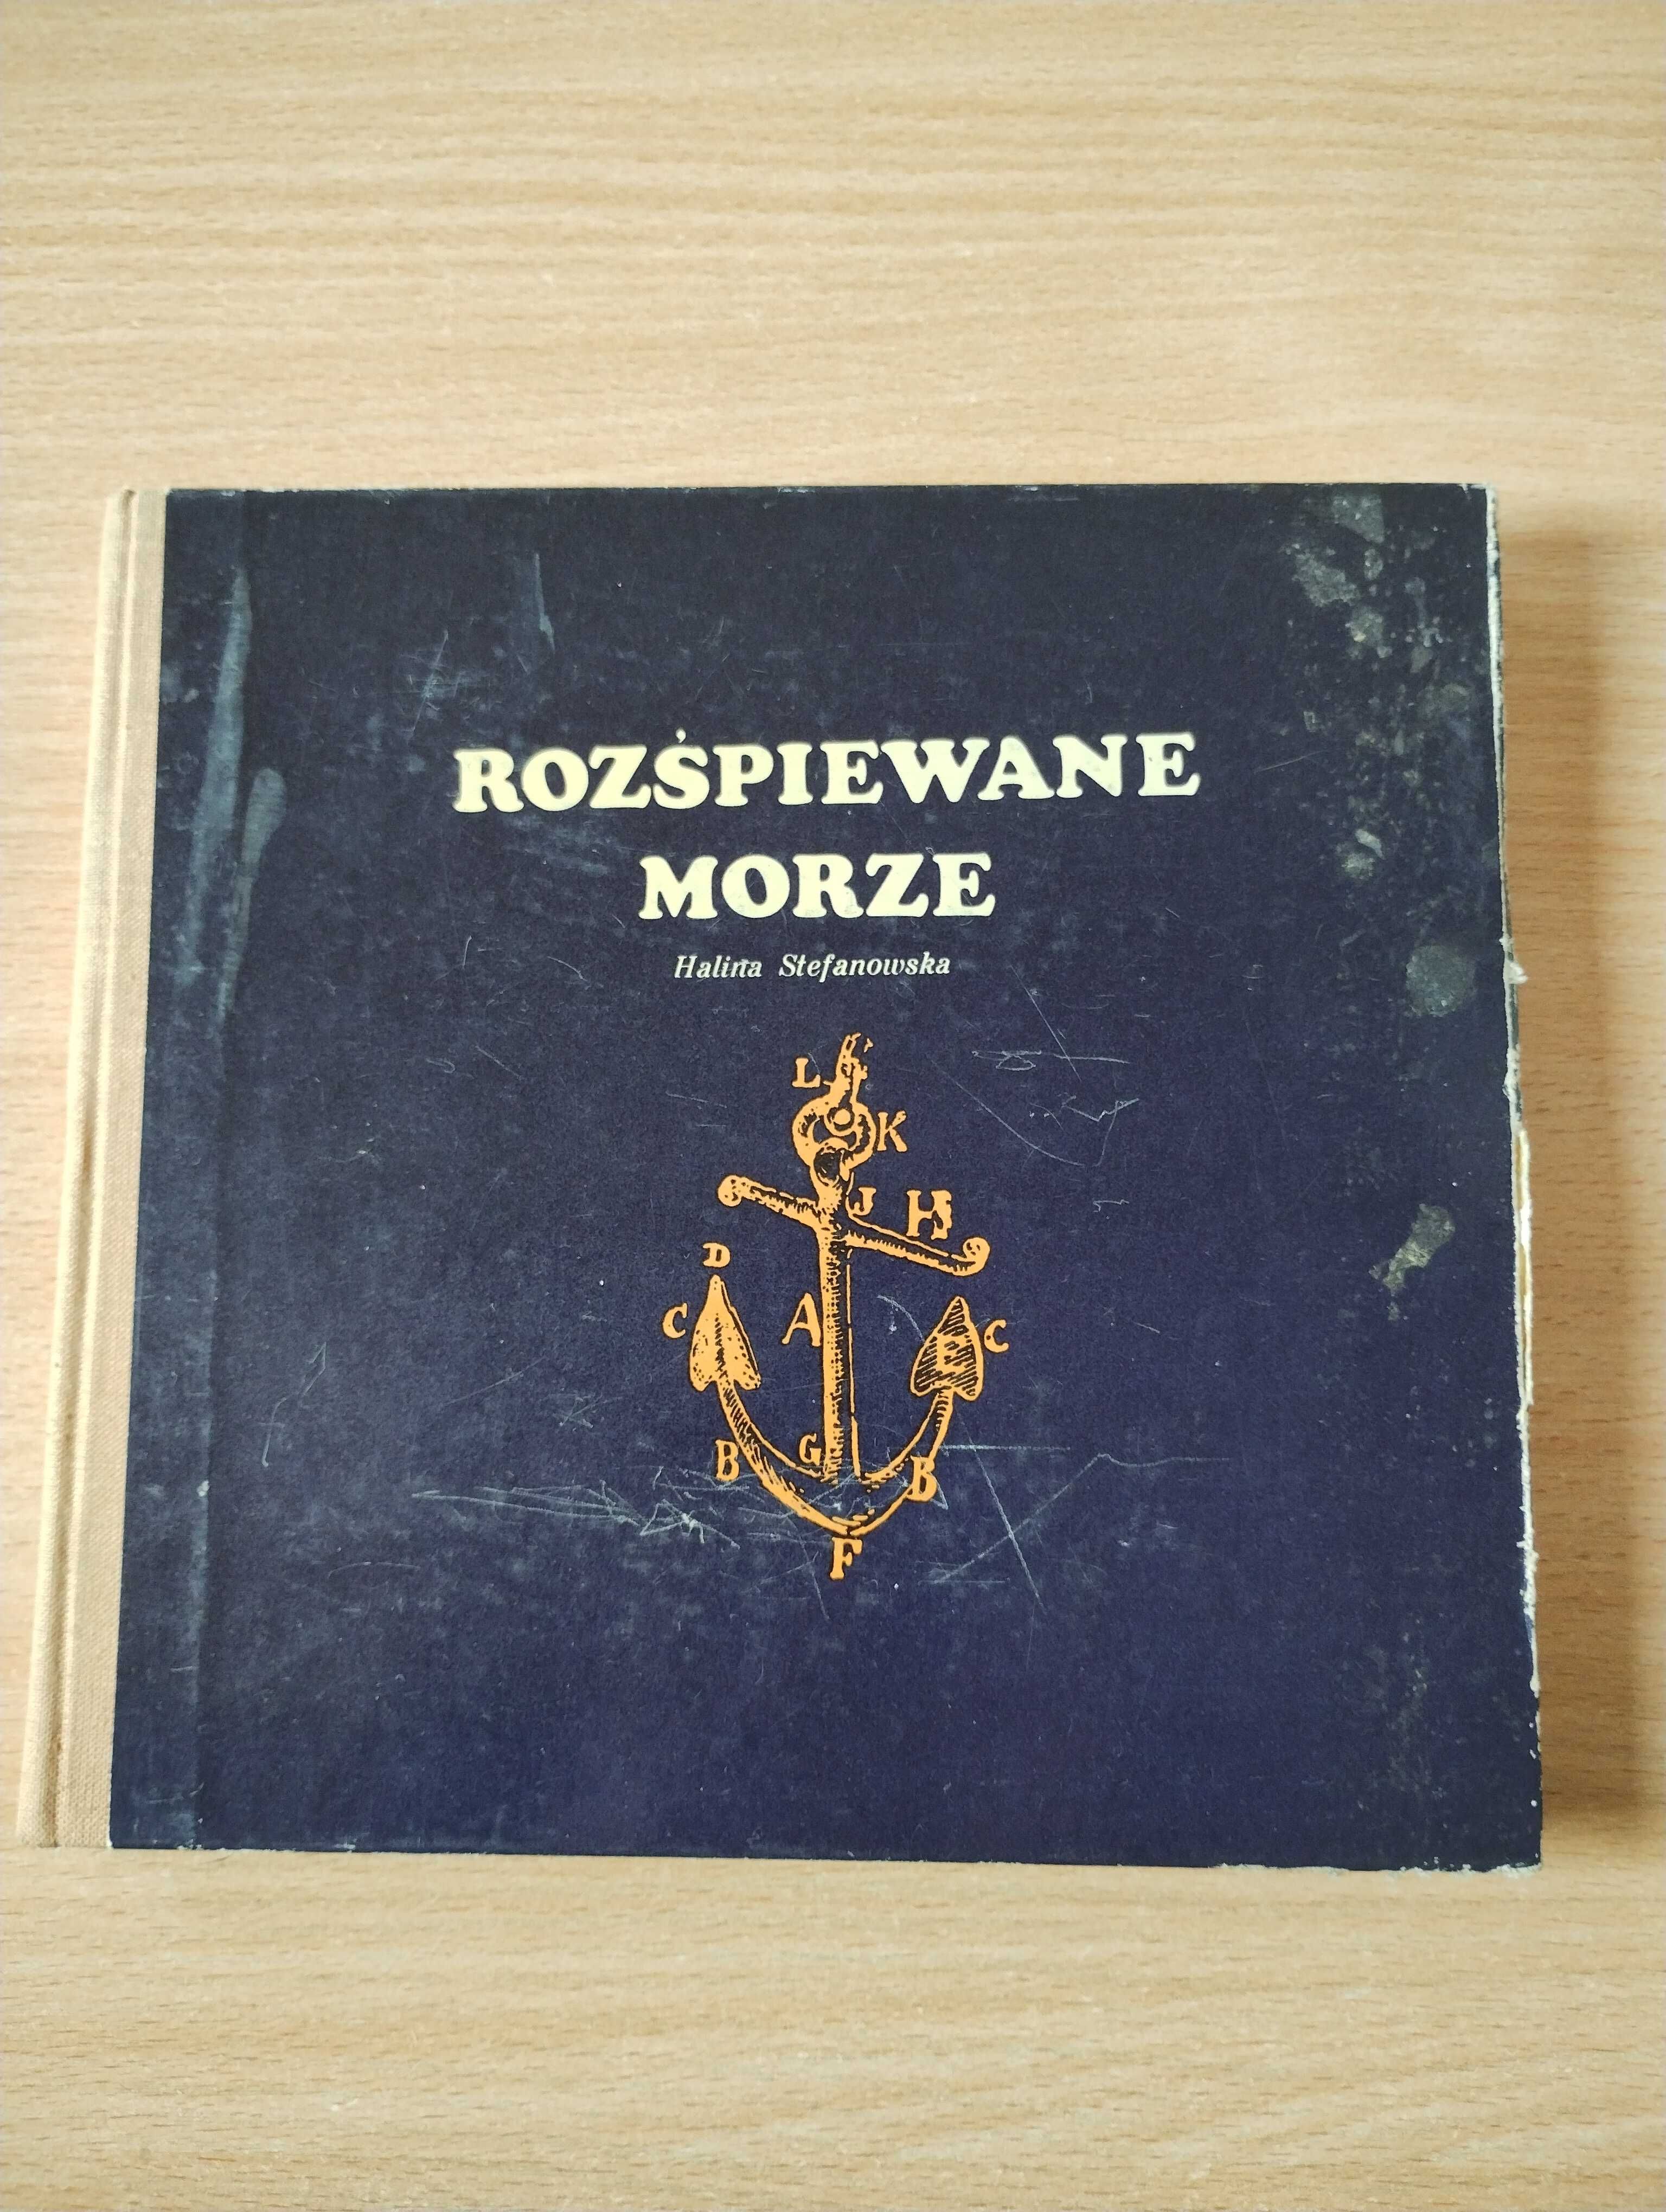 ROZŚPIEWANE
MORZE
Halina Stefanowska
L
K
J H
D
C A E C
B G B
F